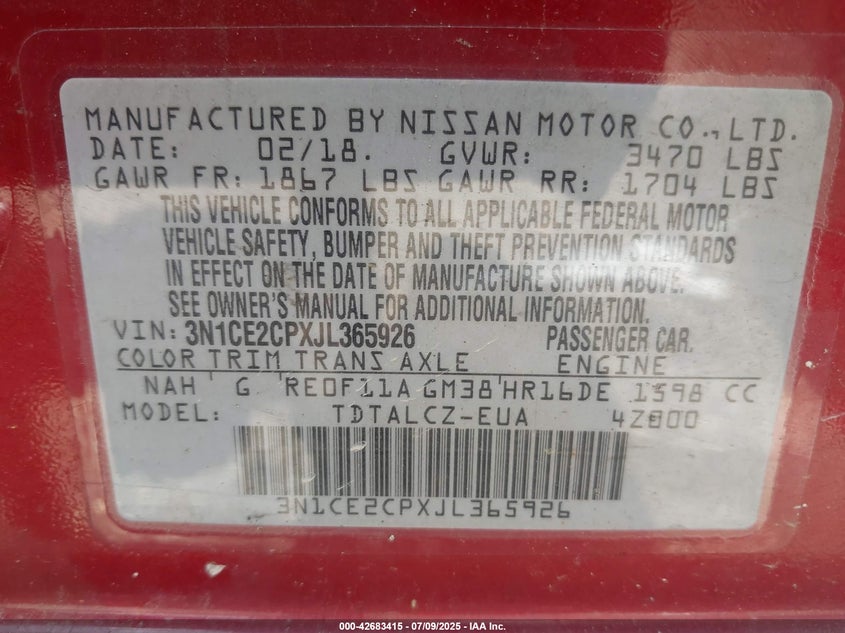 MANUFACTURED BY NISSAN MOTOR CO., LTD.
DATE: 02/18. GVWR: 3470 LBS
GAWR FR: 1867 LBS GAWR RR: 1704 LBS
THIS VEHICLE CONFORMS TO ALL APPLICABLE FEDERAL MOTOR
VEHICLE SAFETY, BUMPER AND THEFT PREVENTION STANDARDS
IN EFFECT ON THE DATE OF MANUFACTURE SHOWN ABOVE.
SEE OWNER'S MANUAL FOR ADDITIONAL INFORMATION.
VIN: 3N1CE2CPXJL365926 PASSENGER CAR.
COLOR TRIM TRANS AXLE ENGINE
NAH G RE0F11A GM38 HR16DE 1598 CC
MODEL: TDTALCZ-EUA 4Z000
3N1CE2CPXJL365926
000-42683415 | 07/09/2025 - IAA Inc.